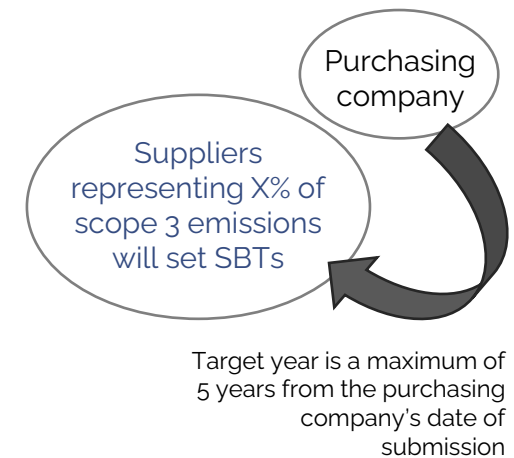 Purchasing
company
Suppliers
representing X% of
scope 3 emissions
will set SBTs
Target year is a maximum of
5 years from the purchasing
company's date of
submission